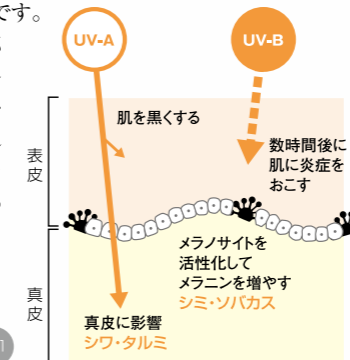 です。
UV-A
UV-B
肌を黒くする
数時間後に
肌に炎症を
おこす
表皮
メラノサイトを
活性化して
メラニンを増やす
シミ・ソバカス
真皮
真皮に影響
シワ・タルミ